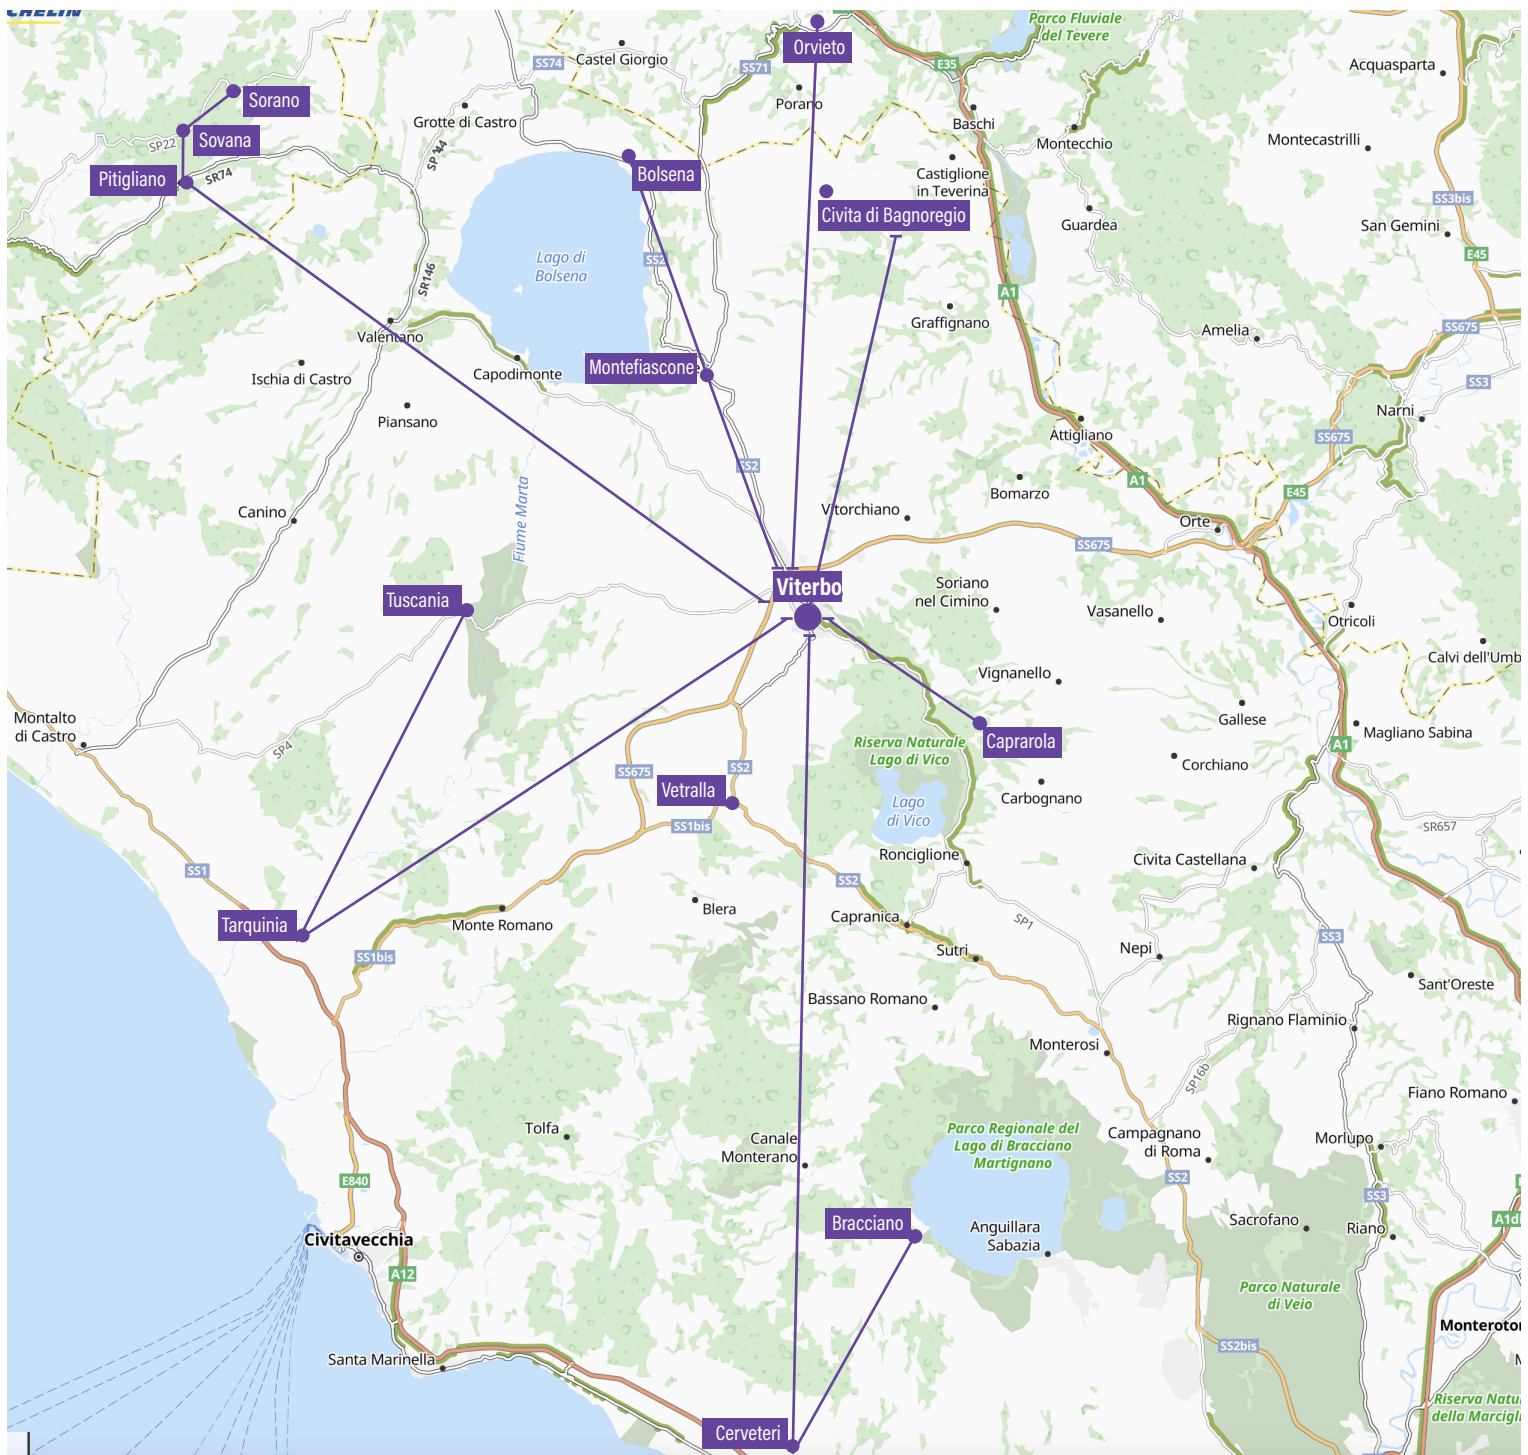 Parco Fluviale
del Tevere
Orvieto
Castel Giorgio
SS74
SS71
E35
Acquasparta
Sorano
Porano
Grotte di Castro
Baschi
Montecchio
Montecastrilli
Sovana
SP22
SP 44
Pitigliano
SR74
Bolsena
Castiglione
in Teverina
SS3bis
Civita di Bagnoregio
Guardea
San Gemini
E45
Lago di
Bolsena
SS2
SR146
A1
Graffignano
Amelia
SS675
Valentano
Ischia di Castro
Capodimonte
Montefiascone
SS3
Piansano
Narni
Attigliano
SS675
SS2
A1
Bomarzo
E45
Fiume Marta
Canino
Vitorchiano
Orte
SS675
Viterbo
Soriano
nel Cimino
Tuscania
Vasanello
Otricoli
Calvi dell'Umb
Vignanello
Montalto
di Castro
SP4
Gallese
Magliano Sabina
A1
Riserva Naturale
Lago di Vico
Caprarola
Corchiano
SS675
SS2
Vetralla
Lago
di Vico
Carbognano
SS1bis
SR657
Ronciglione
Civita Castellana
SS1
SS2
Blera
Tarquinia
Monte Romano
Capranica
SP1
SS3
SS1bis
Sutri
Nepi
Sant'Oreste
Bassano Romano
Rignano Flaminio
Monterosi
SP16b
Fiano Romano
Tolfa
Canale
Monterano
Parco Regionale del
Lago di Bracciano
Martignano
Campagnano
di Roma
Morlupo
E840
SS2
SS3
Bracciano
Anguillara
Sabazia
Sacrofano
Riano
A1di
Civitavecchia
A12
Parco Naturale
di Veio
Monteroto
Santa Marinella
SS2bis
Riserva Natu
della Marcigl
Cerveteri